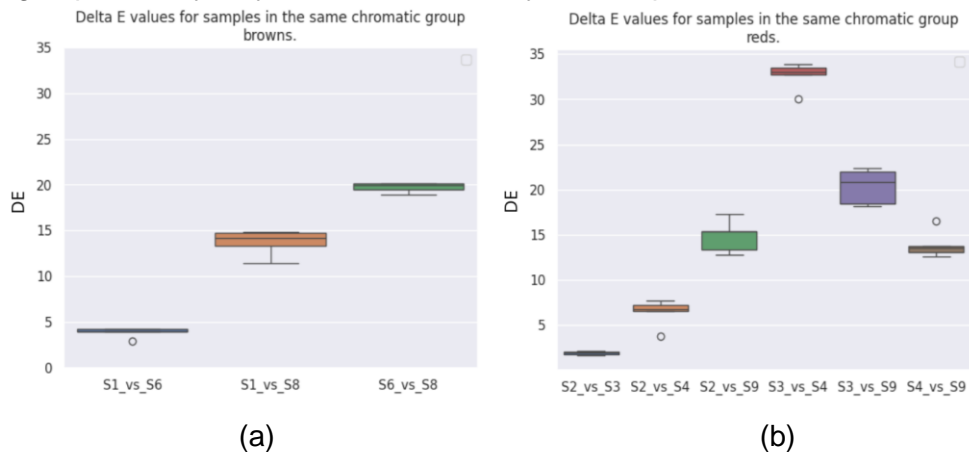 Delta E values for samples in the same chromatic group
browns.
35
30
25
20
15
10
5
0
DE
S1_vs_S6 S1_vs_S8 S6_vs_S8
(a)
Delta E values for samples in the same chromatic group
reds.
35
30
25
20
15
10
5
DE
S2_vs_S3 S2_vs_S4 S2_vs_S9 S3_vs_S4 S3_vs_S9 S4_vs_S9
(b)